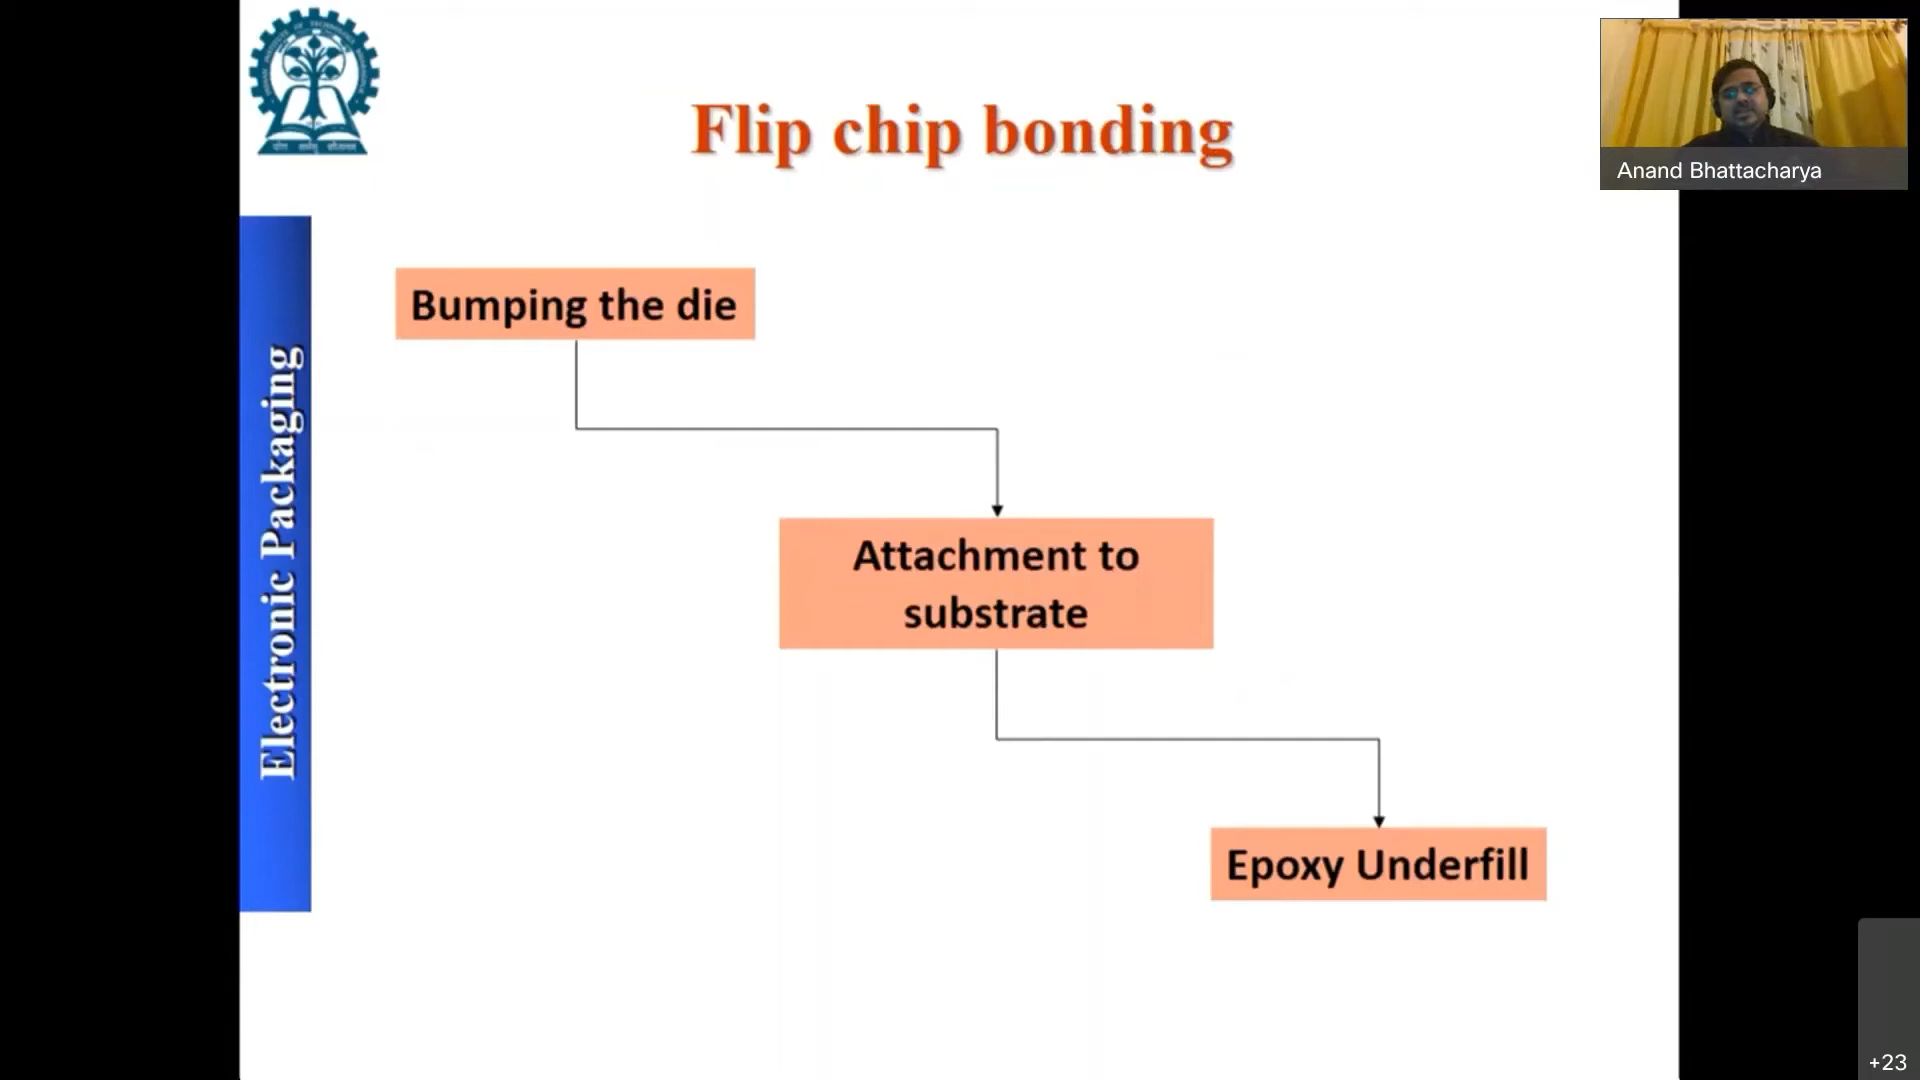 Flip chip bonding
Anand Bhattacharya
Electronic Packaging
Bumping the die
Attachment to
substrate
Epoxy Underfill
+23